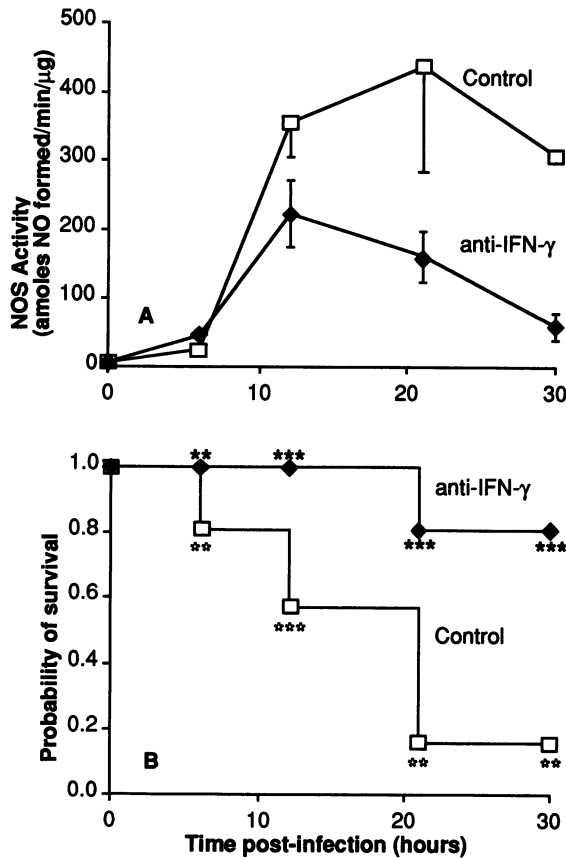 NOS Activity
(amoles NO formed/min/μg)
500
400
300
200
100
0
Control
anti-IFN-γ
A
0
10
20
30
Probability of survival
1.0
0.8
0.6
0.4
0.2
0.0
**
***
anti-IFN-γ
***
***
☆☆
☆☆☆
Control
☆☆
☆☆
B
0
10
20
30
Time post-infection (hours)